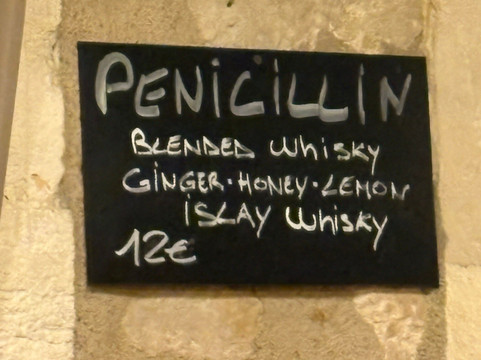 PENICILLIN
BLENDED Whisky
GINGER·HONEY·LEMON
iSLAY Whisky
12€